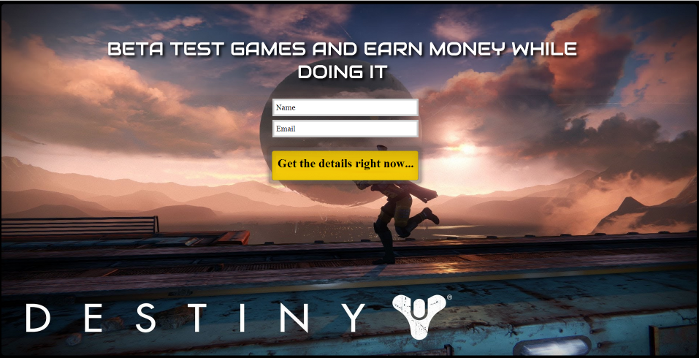 BETA TEST GAMES AND EARN MONEY WHILE
DOING IT
Name
Email
Get the details right now...
DESTINY ®